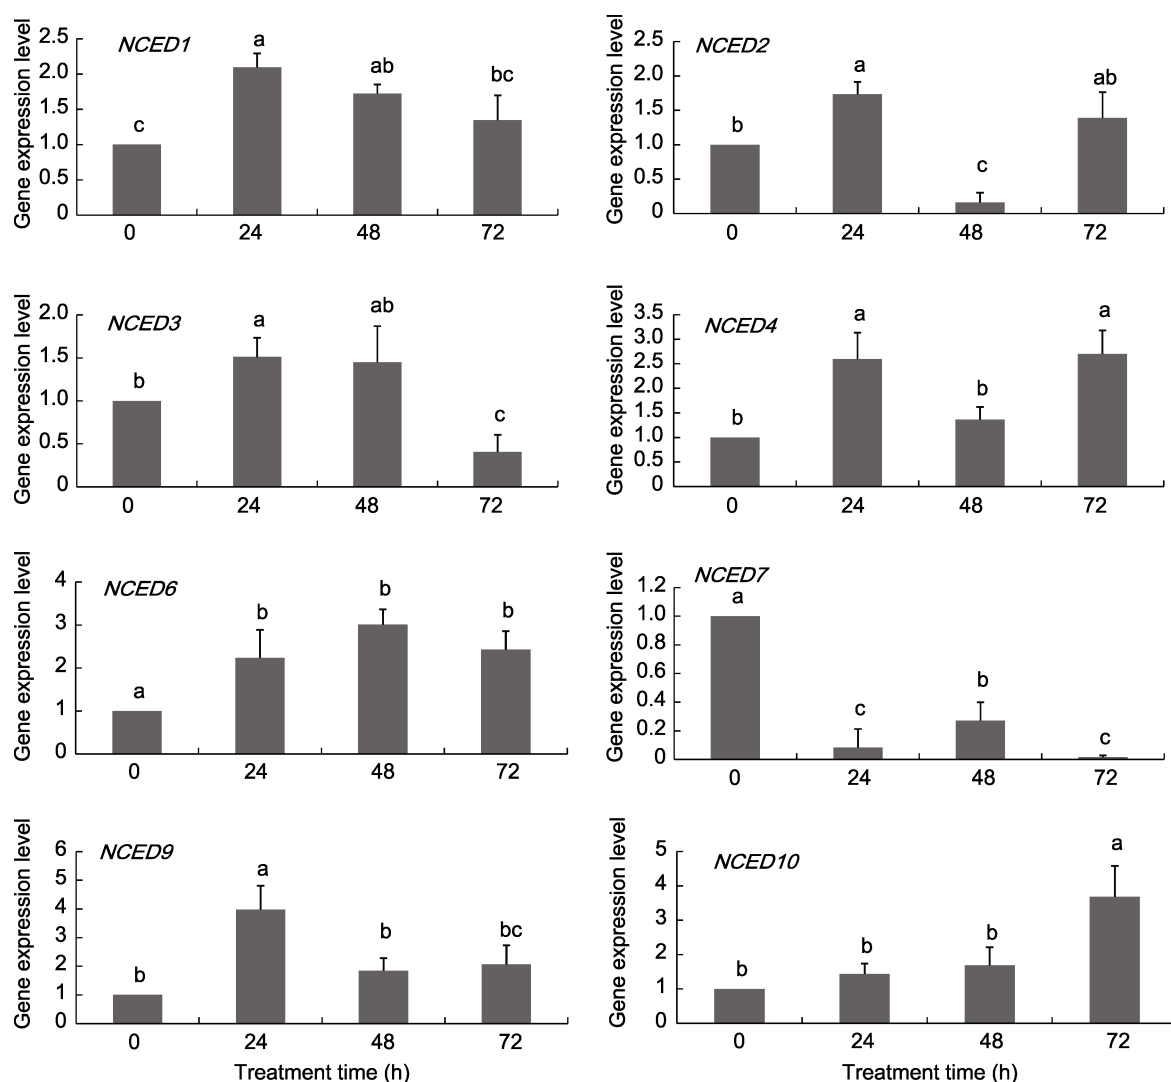 Gene expression level
NCED1
2.5
2.0
1.5
1.0
0.5
0
c
a
ab
bc
0 24 48 72
Gene expression level
NCED2
2.5
2.0
1.5
1.0
0.5
0
b
a
c
ab
0 24 48 72
Gene expression level
NCED3
2.0
1.5
1.0
0.5
0
b
a
ab
c
0 24 48 72
Gene expression level
NCED4
3.5
3.0
2.5
2.0
1.5
1.0
0.5
0
b
a
b
a
0 24 48 72
Gene expression level
NCED6
4
3
2
1
0
a
b
b
b
0 24 48 72
Gene expression level
NCED7
1.2
1.0
0.8
0.6
0.4
0.2
0
a
c
b
c
0 24 48 72
Gene expression level
NCED9
6
5
4
3
2
1
0
b
a
b
bc
0 24 48 72
Treatment time (h)
Gene expression level
NCED10
5
4
3
2
1
0
b
b
b
a
0 24 48 72
Treatment time (h)